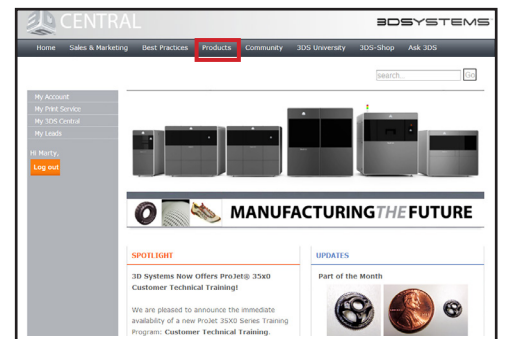 CENTRAL
3DSYSTEMS
Home Sales & Marketing Best Practices Products Community 3DS University 3DS-Shop Ask 3DS
search.. Go
My Account
My Print Service
My 3DS Central
My Leads
Hi Marty,
Log out
MANUFACTURING THE FUTURE
SPOTLIGHT
3D Systems Now Offers ProJet® 35x0
Customer Technical Training!
We are pleased to announce the immediate
availability of a new ProJet 35X0 Series Training
Program: Customer Technical Training.
UPDATES
Part of the Month